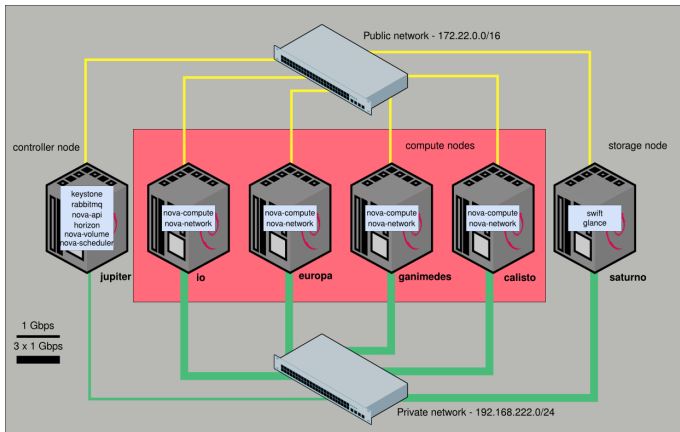 Public network - 172.22.0.0/16
controller node
compute nodes
storage node
keystone
rabbitmq
nova-api
horizon
nova-volume
nova-scheduler
nova-compute
nova-network
nova-compute
nova-network
nova-compute
nova-network
nova-compute
nova-network
swift
glance
jupiter
io
europa
ganimedes
calisto
saturno
1 Gbps
3 x 1 Gbps
Private network - 192.168.222.0/24